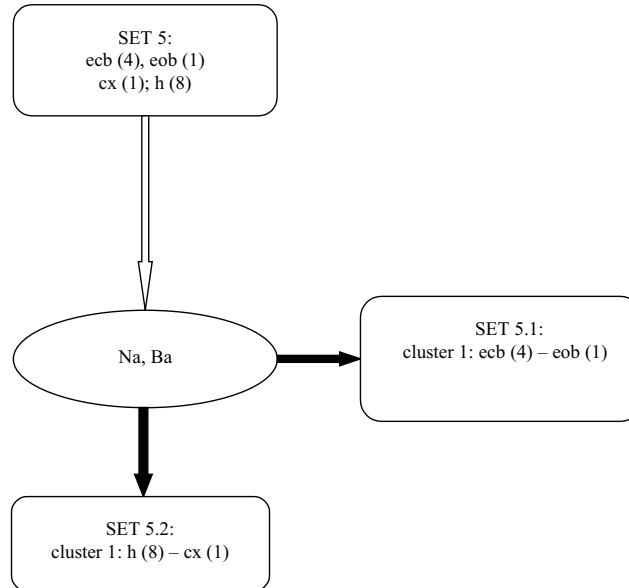 SET 5:
ecb (4), eob (1)
cx (1); h (8)
Na, Ba
SET 5.1:
cluster 1: ecb (4) – eob (1)
SET 5.2:
cluster 1: h (8) – cx (1)